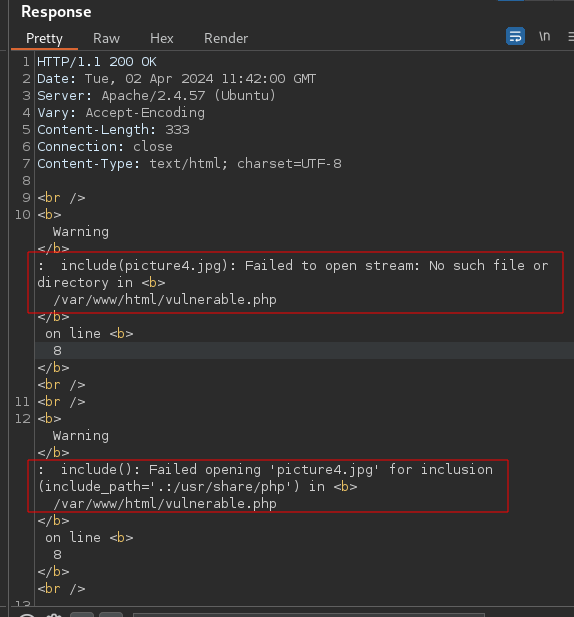 Response
Pretty Raw Hex Render \n
1 HTTP/1.1 200 OK
2 Date: Tue, 02 Apr 2024 11:42:00 GMT
3 Server: Apache/2.4.57 (Ubuntu)
4 Vary: Accept-Encoding
5 Content-Length: 333
6 Connection: close
7 Content-Type: text/html; charset=UTF-8
8
9 <br />
10 <b>
Warning
</b>
:  include(picture4.jpg): Failed to open stream: No such file or
directory in <b>
/var/www/html/vulnerable.php
</b>
on line <b>
8
</b>
<br />
11 <br />
12 <b>
Warning
</b>
:  include(): Failed opening 'picture4.jpg' for inclusion
(include_path='.:/usr/share/php') in <b>
/var/www/html/vulnerable.php
</b>
on line <b>
8
</b>
<br />
13